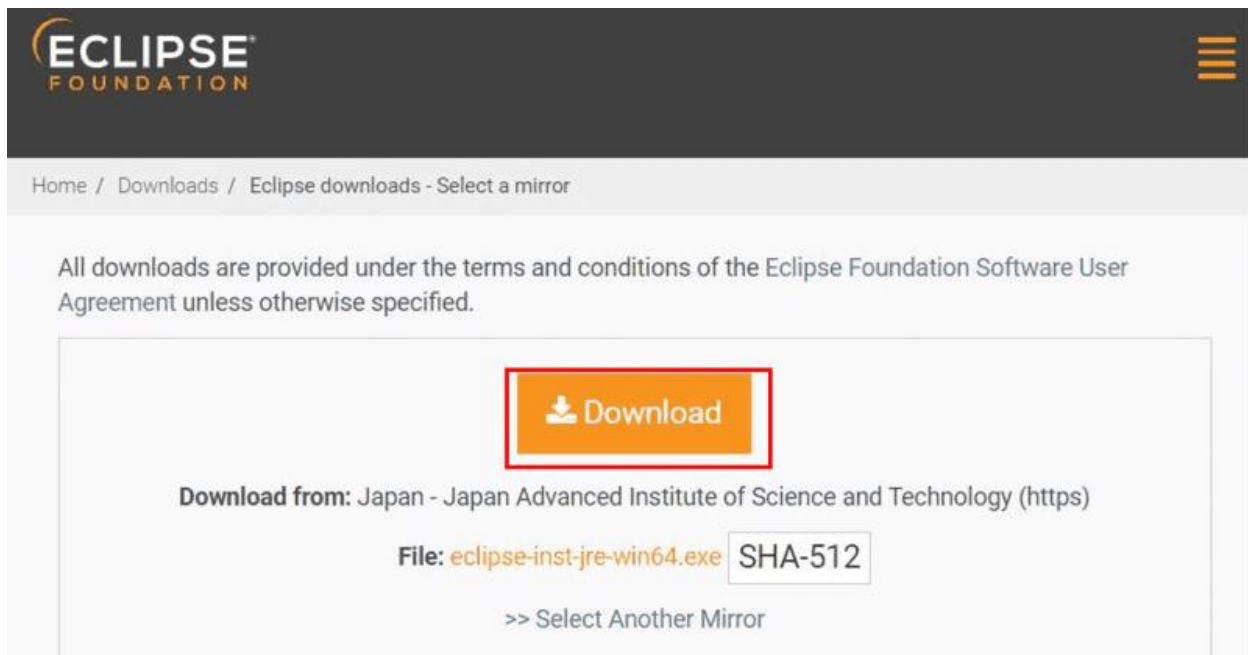 ECLIPSE®
FOUNDATION
Home / Downloads / Eclipse downloads - Select a mirror
All downloads are provided under the terms and conditions of the Eclipse Foundation Software User
Agreement unless otherwise specified.
Download
Download from: Japan - Japan Advanced Institute of Science and Technology (https)
File: eclipse-inst-jre-win64.exe SHA-512
>> Select Another Mirror